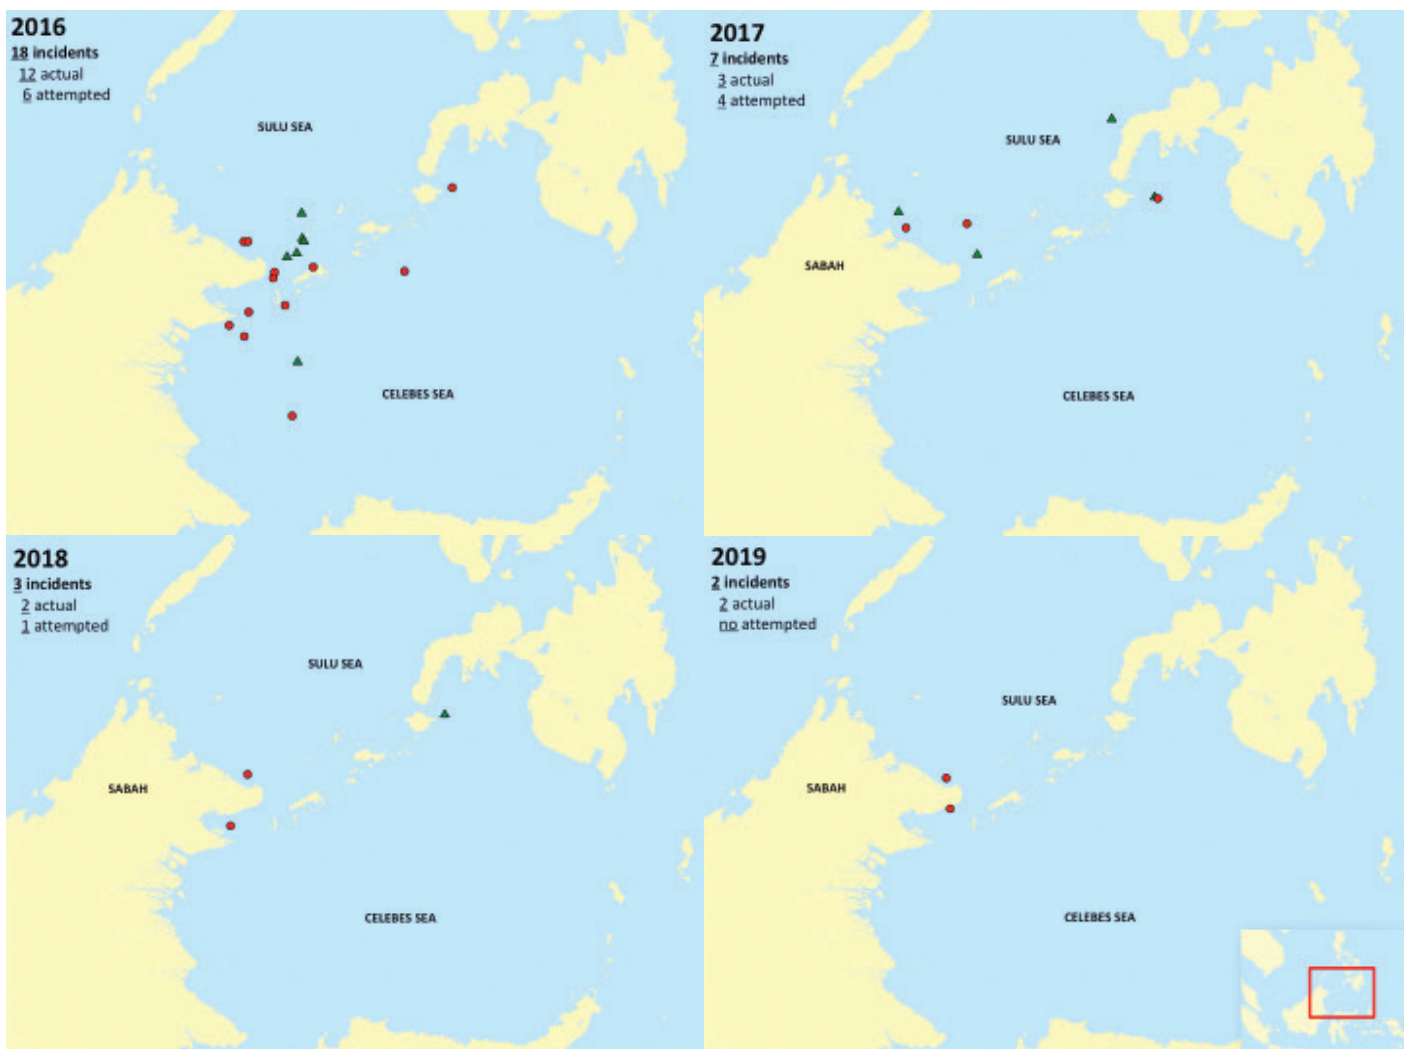 2016
18 incidents
12 actual
6 attempted
SULU SEA
CELEBES SEA
2017
7 incidents
3 actual
4 attempted
SULU SEA
SABAH
CELEBES SEA
2018
3 incidents
2 actual
1 attempted
SULU SEA
SABAH
CELEBES SEA
2019
2 incidents
2 actual
no attempted
SULU SEA
SABAH
CELEBES SEA